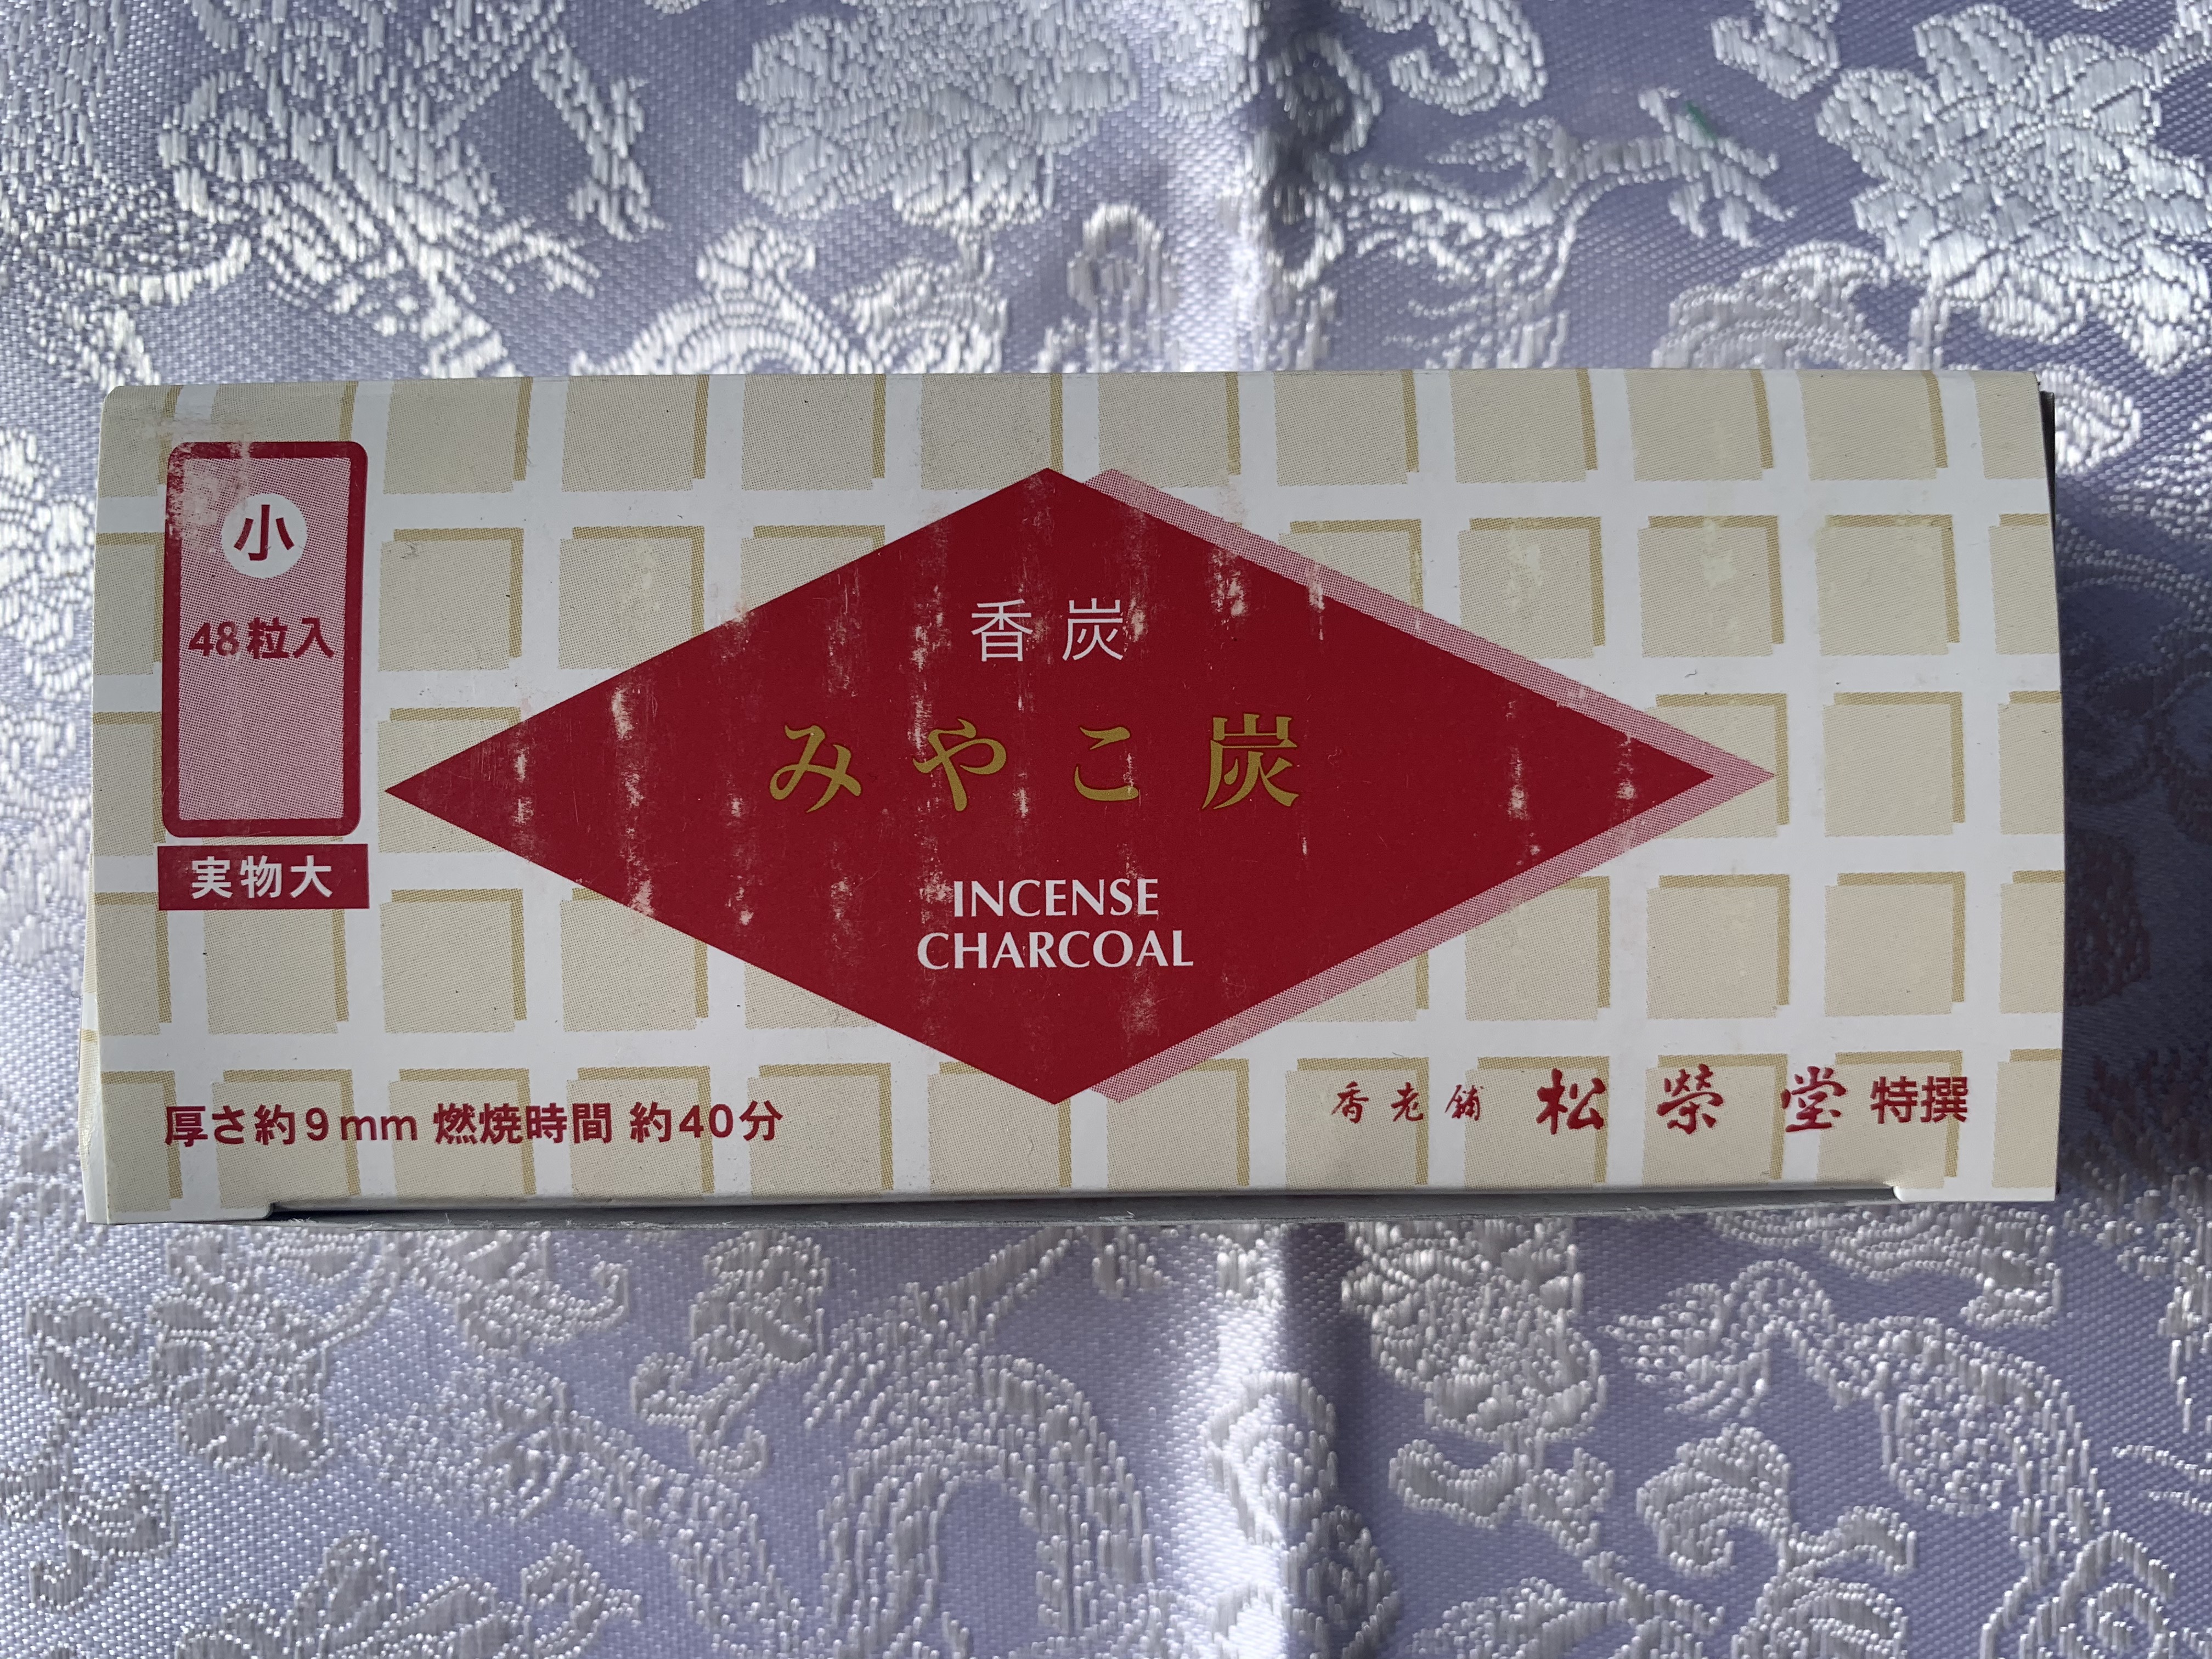 小
48粒入
実物大
香炭
みやこ炭
INCENSE
CHARCOAL
厚さ約9mm 燃焼時間 約40分
香老舗 松榮堂 特撰